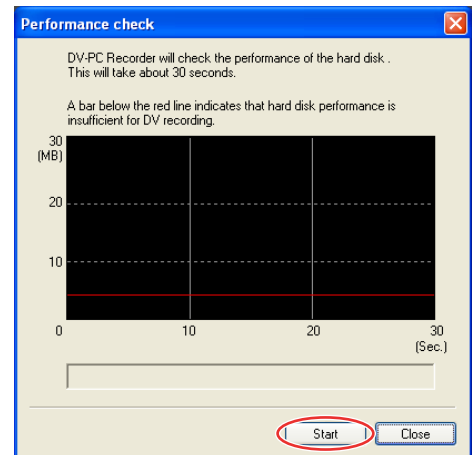 Performance check
DV-PC Recorder will check the performance of the hard disk .
This will take about 30 seconds.
A bar below the red line indicates that hard disk performance is
insufficient for DV recording.
30
(MB)
20
10
0 10 20 30
(Sec.)
Start Close